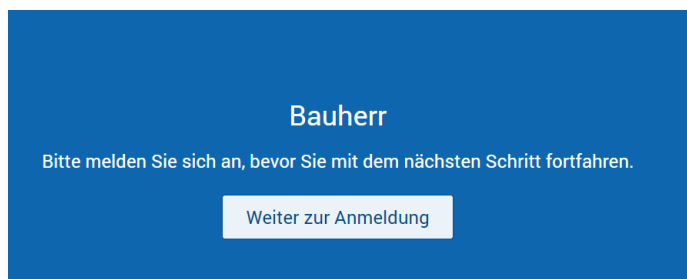 Bauherr
Bitte melden Sie sich an, bevor Sie mit dem nächsten Schritt fortfahren.
Weiter zur Anmeldung